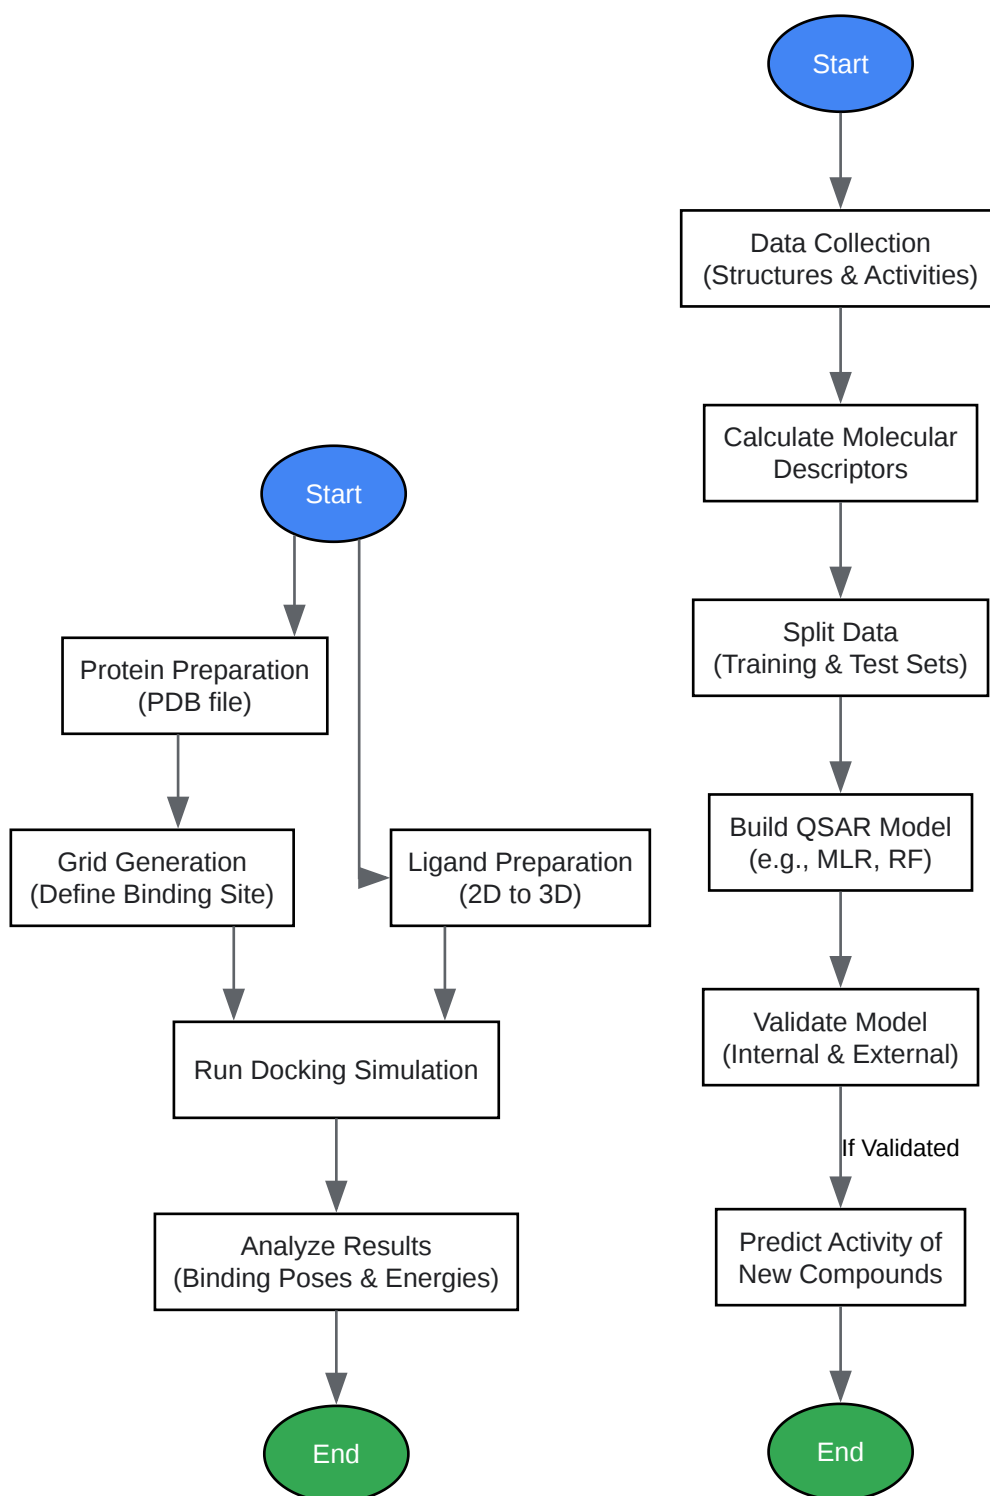 Start
Protein Preparation
(PDB file)
Grid Generation
(Define Binding Site)
Ligand Preparation
(2D to 3D)
Run Docking Simulation
Analyze Results
(Binding Poses & Energies)
End
Start
Data Collection
(Structures & Activities)
Calculate Molecular
Descriptors
Split Data
(Training & Test Sets)
Build QSAR Model
(e.g., MLR, RF)
Validate Model
(Internal & External)
If Validated
Predict Activity of
New Compounds
End